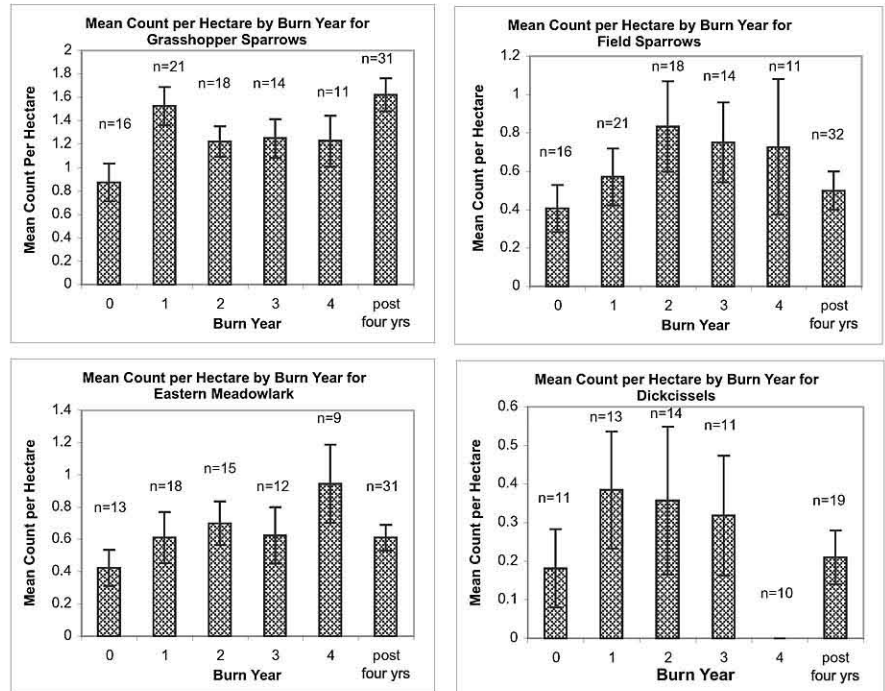 Mean Count per Hectare by Burn Year for
Grasshopper Sparrows
Mean Count Per Hectare
2
1.8
1.6
1.4
1.2
1
0.8
0.6
0.4
0.2
0
n=16
n=21
n=18
n=14
n=11
n=31
0 1 2 3 4 post
four yrs
Burn Year
Mean Count per Hectare by Burn Year for
Field Sparrows
Mean Count per Hectare
1.2
1
0.8
0.6
0.4
0.2
0
n=16
n=21
n=18
n=14
n=11
n=32
0 1 2 3 4 post
four yrs
Burn Year
Mean Count per Hectare by Burn Year for
Eastern Meadowlark
Mean Count per Hectare
1.4
1.2
1
0.8
0.6
0.4
0.2
0
n=13
n=18
n=15
n=12
n=9
n=31
0 1 2 3 4 post
four yrs
Burn Year
Mean Count per Hectare by Burn Year for
Dickcissels
Mean Count per Hectare
0.6
0.5
0.4
0.3
0.2
0.1
0
n=11
n=13
n=14
n=11
n=10
n=19
0 1 2 3 4 post
four yrs
Burn Year